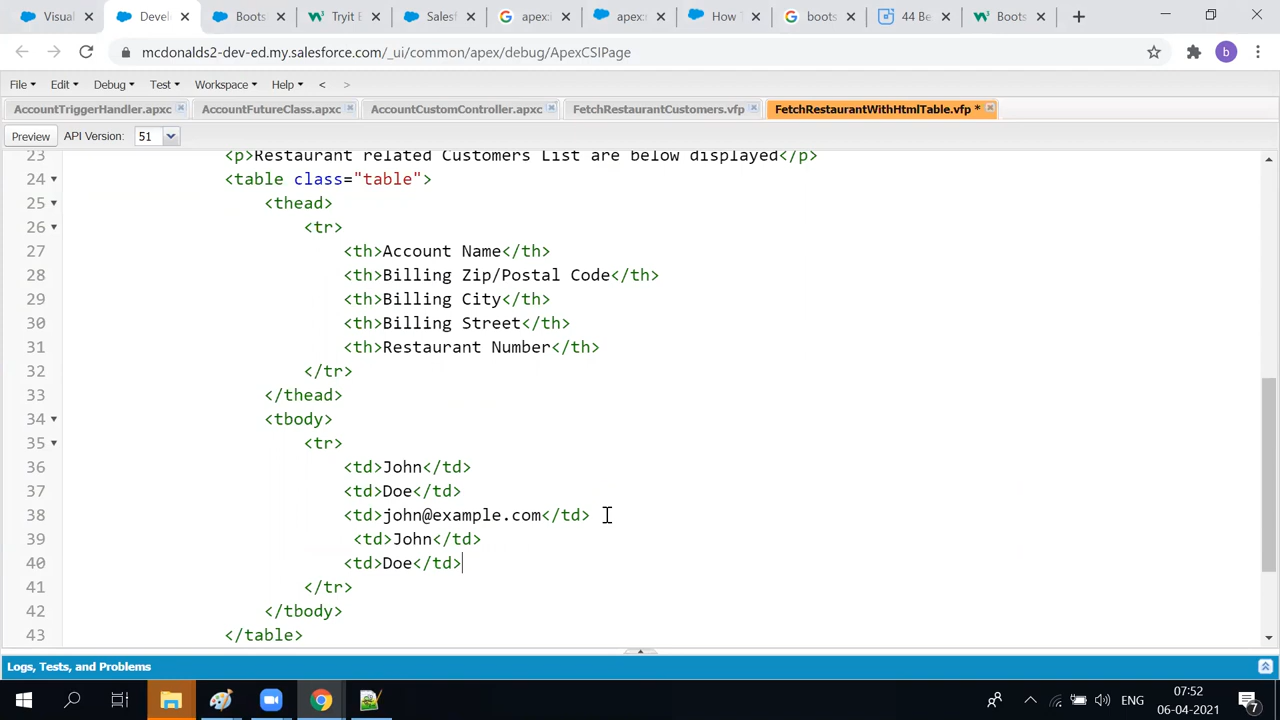 Visual
Develo
Boots
Tryit E
Salesf
apex:
apex:
How T
boots
44 Be
Boots
mcdonalds2-dev-ed.my.salesforce.com/_ui/common/apex/debug/ApexCSIPage
b
File Edit Debug Test Workspace Help < >
AccountTriggerHandler.apxc AccountFutureClass.apxc AccountCustomController.apxc FetchRestaurantCustomers.vfp FetchRestaurantWithHtmlTable.vfp *
Preview API Version: 51
23 <p>Restaurant related Customers List are below displayed</p>
24 <table class="table">
25 <thead>
26 <tr>
27 <th>Account Name</th>
28 <th>Billing Zip/Postal Code</th>
29 <th>Billing City</th>
30 <th>Billing Street</th>
31 <th>Restaurant Number</th>
32 </tr>
33 </thead>
34 <tbody>
35 <tr>
36 <td>John</td>
37 <td>Doe</td>
38 <td>john@example.com</td>
39 <td>John</td>
40 <td>Doe</td>
41 </tr>
42 </tbody>
43 </table>
Logs, Tests, and Problems
ENG
07:52
06-04-2021
7